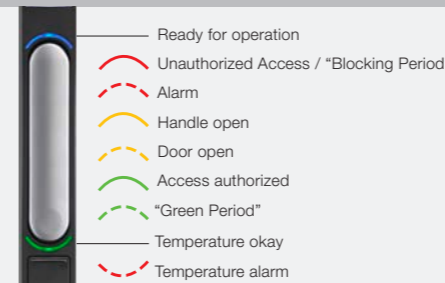 Ready for operation
Unauthorized Access / “Blocking Period
Alarm
Handle open
Door open
Access authorized
“Green Period”
Temperature okay
Temperature alarm